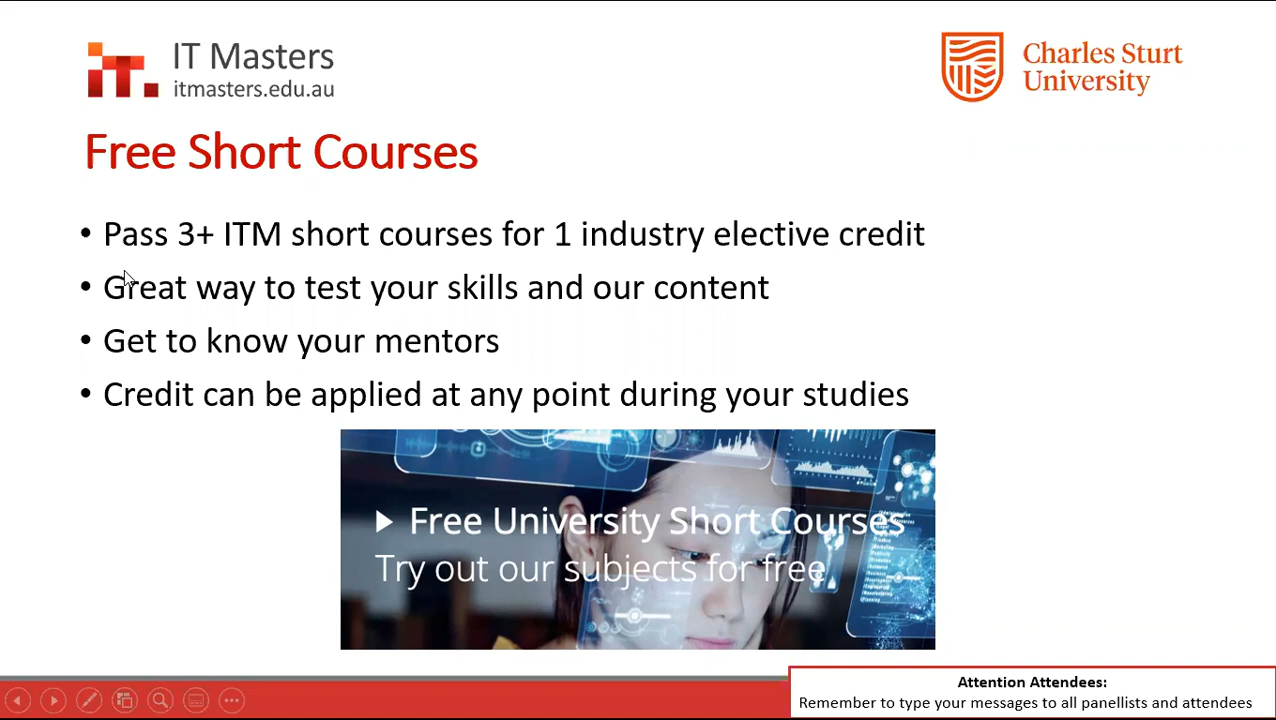 IT Masters
itmasters.edu.au
Charles Sturt
University
Free Short Courses
• Pass 3+ ITM short courses for 1 industry elective credit
• Great way to test your skills and our content
• Get to know your mentors
• Credit can be applied at any point during your studies
Free University Short Courses
Try out our subjects for free
Attention Attendees:
Remember to type your messages to all panellists and attendees